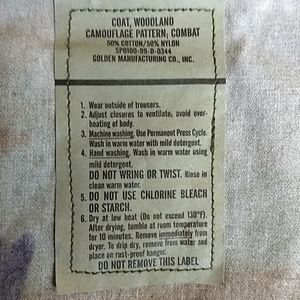 COAT, WOODLAND
CAMOUFLAGE PATTERN; COMBAT
50% COTTON/50% NYLON
SPO100-99-D-0344
GOLDEN MANUFACTURING CO., INC.
1. Wear outside of trousers.
2. Adjust closures to ventilate; avoid over-
heating of body.
3. Machine washing. Use Permanent Press Cycle.
Wash in warm water with mild detergent.
4. Hand washing. Wash in warm water using
mild detergent.
DO NOT WRING OR TWIST. Rinse in
clean warm water.
5. DO NOT USE CHLORINE BLEACH
OR STARCH.
6. Dry at low heat (Do not exceed 130°F).
After drying, tumble at room temperature
for 10 minutes. Remove immediately from
dryer. To drip dry, remove from water and
place on rust-proof hanger.
DO NOT REMOVE THIS LABEL